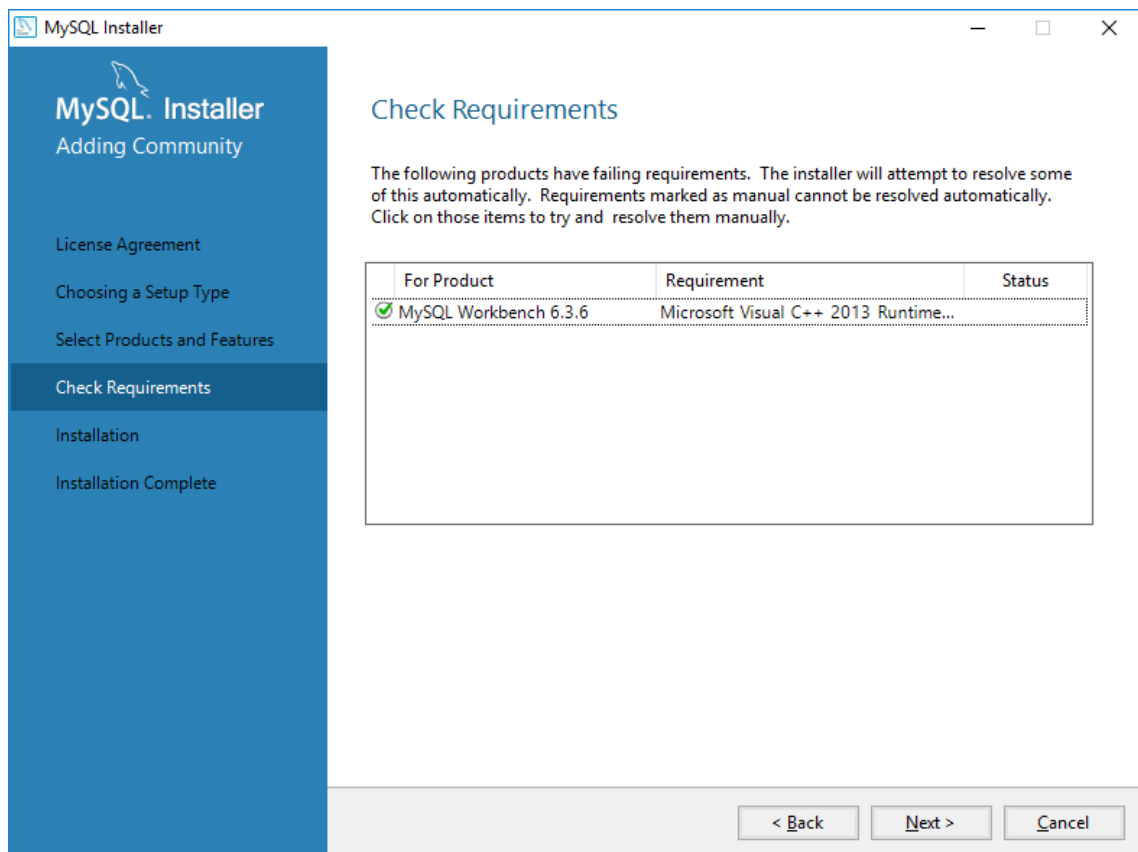 MySQL Installer
MySQL. Installer
Adding Community
License Agreement
Choosing a Setup Type
Select Products and Features
Check Requirements
Installation
Installation Complete
Check Requirements
The following products have failing requirements. The installer will attempt to resolve some
of this automatically. Requirements marked as manual cannot be resolved automatically.
Click on those items to try and resolve them manually.
For Product Requirement Status
MySQL Workbench 6.3.6 Microsoft Visual C++ 2013 Runtime...
< Back Next > Cancel